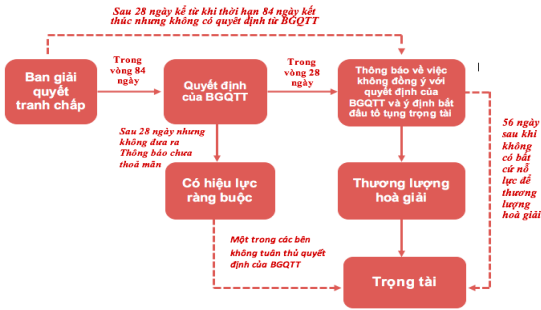 Sau 28 ngày kể từ khi thời hạn 84 ngày kết
thúc nhưng không có quyết định từ BGQTT
Ban giải
quyết
tranh chấp
Trong
vòng 84
ngày
Quyết định
của BGQTT
Trong
vòng 28
ngày
Thông báo về việc
không đồng ý với
quyết định của
BGQTT và ý định bắt
đầu tố tụng trọng tài
56 ngày
sau khi
không
có bất
cứ nỗ
lực để
thương
lượng
hoà giải
Sau 28 ngày nhưng
không đưa ra
Thông báo chưa
thoả mãn
Có hiệu lực
ràng buộc
Thương lượng
hoà giải
Một trong các bên
không tuân thủ quyết
định của BGQTT
Trọng tài